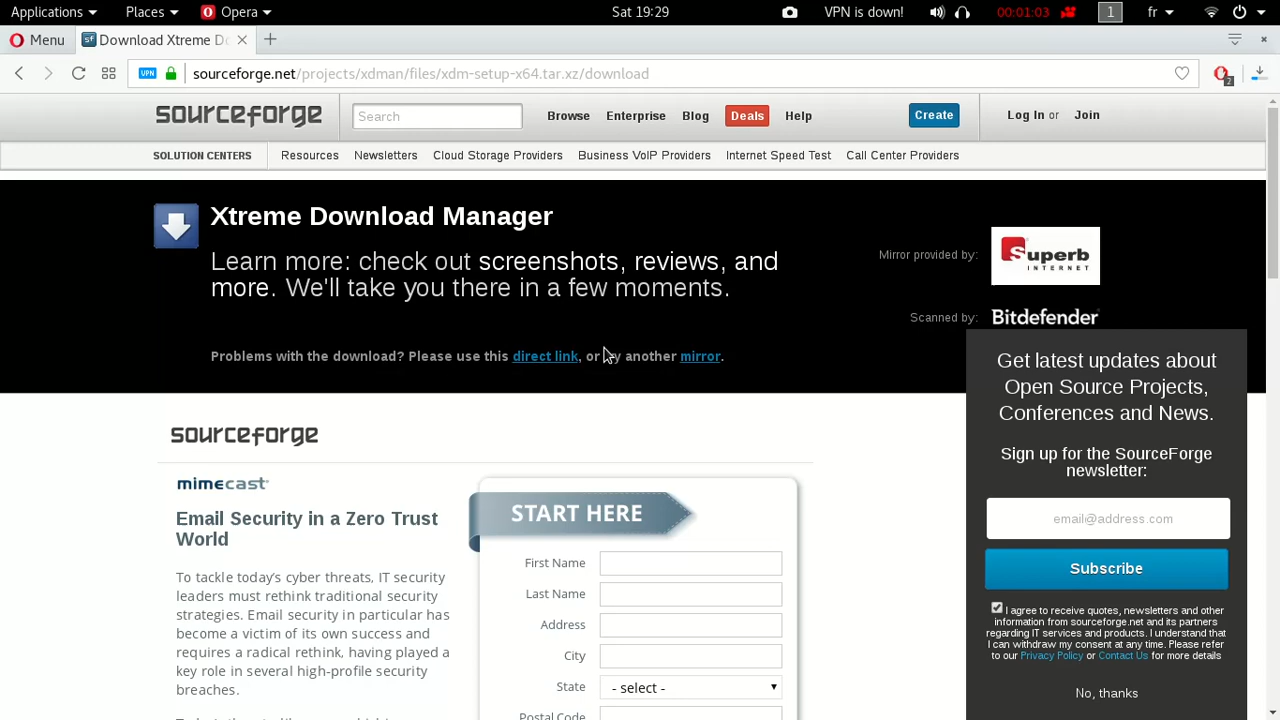 Applications Places Opera Sat 19:29 VPN is down! 00:01:03 1 fr
Menu Download Xtreme Do
VPN sourceforge.net/projects/xdman/files/xdm-setup-x64.tar.xz/download 2
sourceforge Search Browse Enterprise Blog Deals Help Create Log In or Join
SOLUTION CENTERS Resources Newsletters Cloud Storage Providers Business VoIP Providers Internet Speed Test Call Center Providers
Xtreme Download Manager
Learn more: check out screenshots, reviews, and
more. We'll take you there in a few moments.
Problems with the download? Please use this direct link, or try another mirror.
Mirror provided by: Superb
INTERNET
Scanned by: Bitdefender
sourceforge
mimecast
Email Security in a Zero Trust
World
To tackle today's cyber threats, IT security
leaders must rethink traditional security
strategies. Email security in particular has
become a victim of its own success and
requires a radical rethink, having played a
key role in several high-profile security
breaches.
START HERE
First Name
Last Name
Address
City
State - select -
Postal Code
Get latest updates about
Open Source Projects,
Conferences and News.
Sign up for the SourceForge
newsletter:
email@address.com
Subscribe
I agree to receive quotes, newsletters and other
information from sourceforge.net and its partners
regarding IT services and products. I understand that
I can withdraw my consent at any time. Please refer
to our Privacy Policy or Contact Us for more details
No, thanks